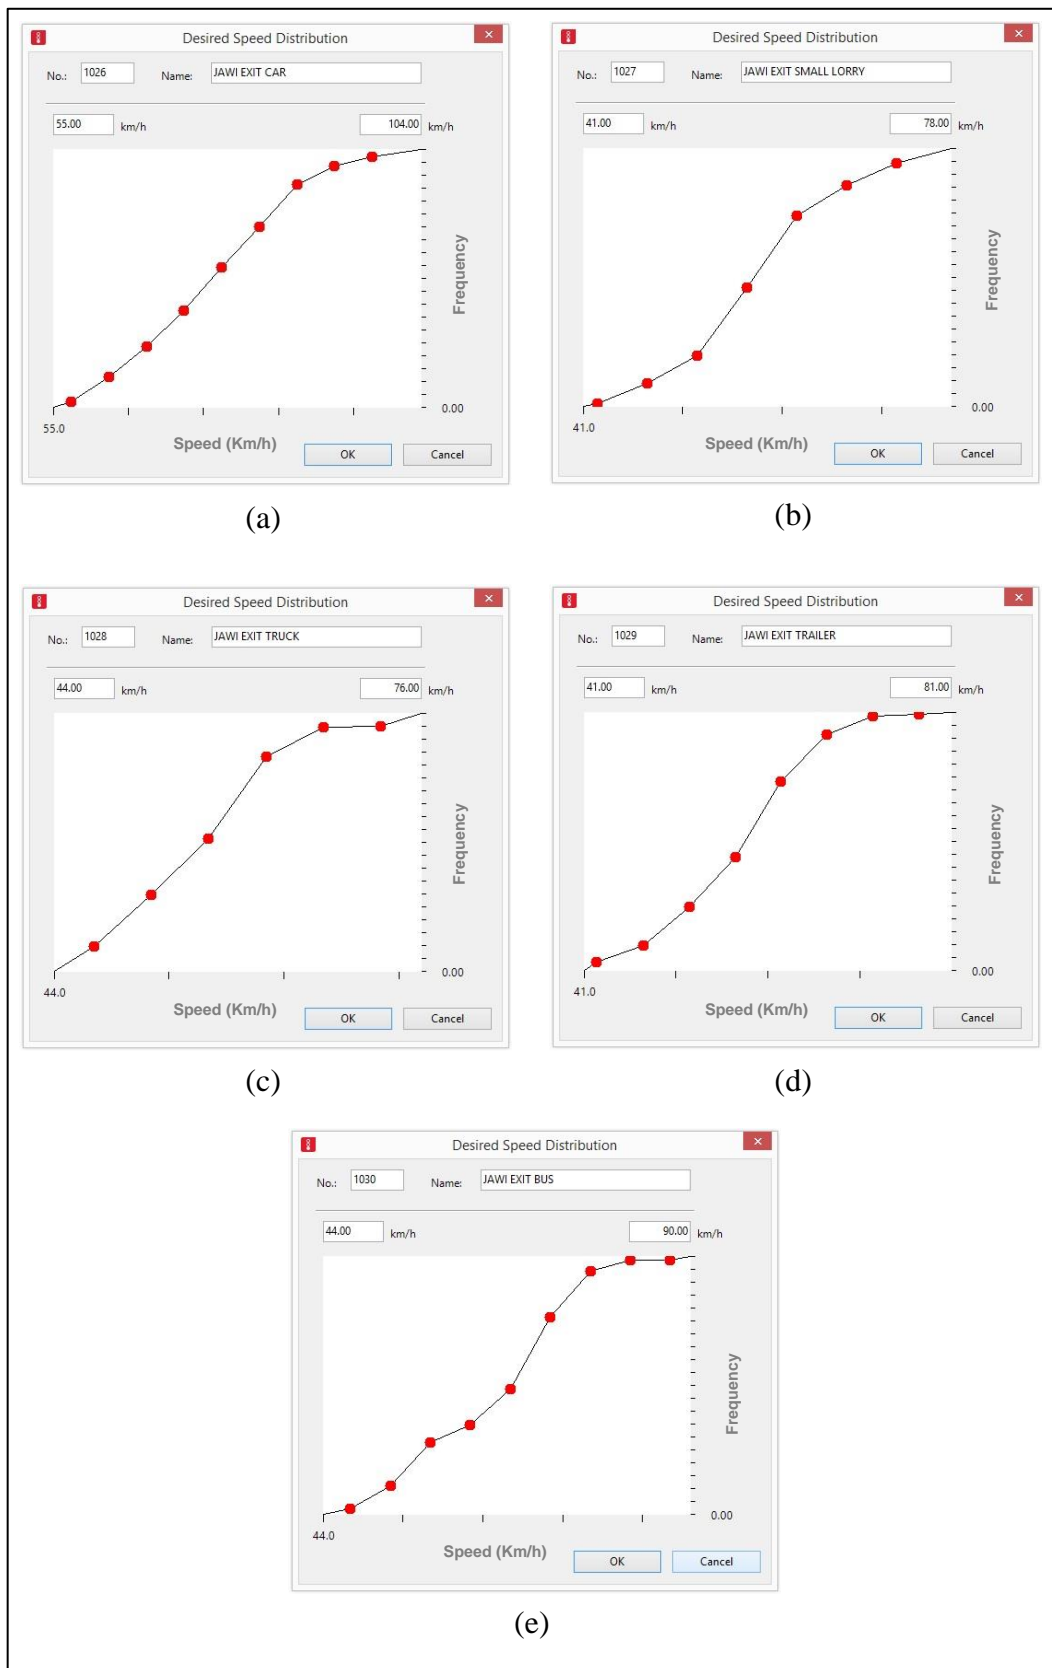 Desired Speed Distribution
No.: 1026 Name: JAWI EXIT CAR
55.00 km/h 104.00 km/h
Frequency
0.00
55.0
Speed (Km/h)
OK Cancel
(a)
Desired Speed Distribution
No.: 1027 Name: JAWI EXIT SMALL LORRY
41.00 km/h 78.00 km/h
Frequency
0.00
41.0
Speed (Km/h)
OK Cancel
(b)
Desired Speed Distribution
No.: 1028 Name: JAWI EXIT TRUCK
44.00 km/h 76.00 km/h
Frequency
0.00
44.0
Speed (Km/h)
OK Cancel
(c)
Desired Speed Distribution
No.: 1029 Name: JAWI EXIT TRAILER
41.00 km/h 81.00 km/h
Frequency
0.00
41.0
Speed (Km/h)
OK Cancel
(d)
Desired Speed Distribution
No.: 1030 Name: JAWI EXIT BUS
44.00 km/h 90.00 km/h
Frequency
0.00
44.0
Speed (Km/h)
OK Cancel
(e)